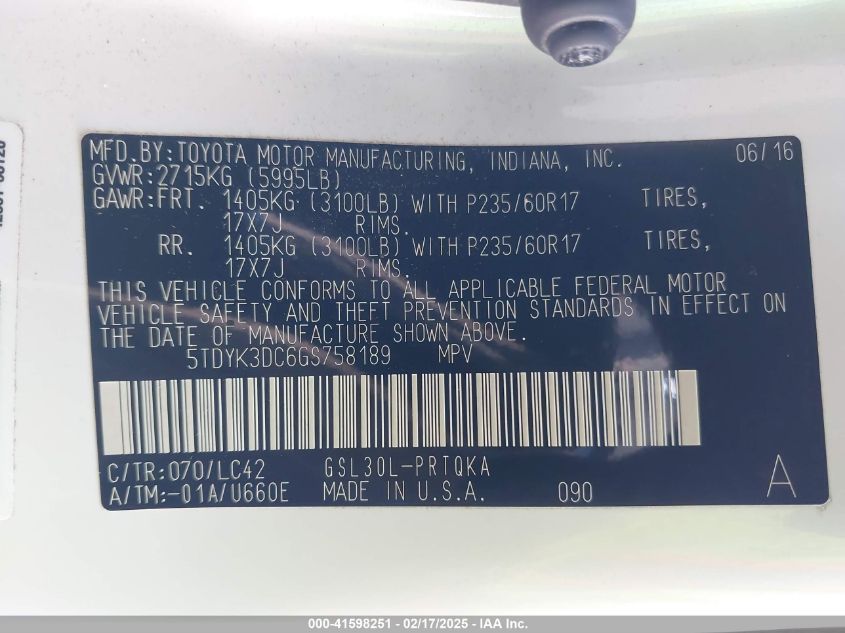 MFD.BY:TOYOTA MOTOR MANUFACTURING, INDIANA, INC. 06/16
GVWR:2715KG (5995LB)
GAWR:FRT. 1405KG (3100LB) WITH P235/60R17 TIRES,
17X7J RIMS.
RR. 1405KG (3100LB) WITH P235/60R17 TIRES,
17X7J RIMS.
THIS VEHICLE CONFORMS TO ALL APPLICABLE FEDERAL MOTOR
VEHICLE SAFETY AND THEFT PREVENTION STANDARDS IN EFFECT ON
THE DATE OF MANUFACTURE SHOWN ABOVE.
5TDYK3DC6GS758189 MPV
C/TR:070/LC42 GSL30L-PRTQKA
A/TM:-01A/U660E MADE IN U.S.A. 090 A
000-41598251 - 02/17/2025 - IAA Inc.